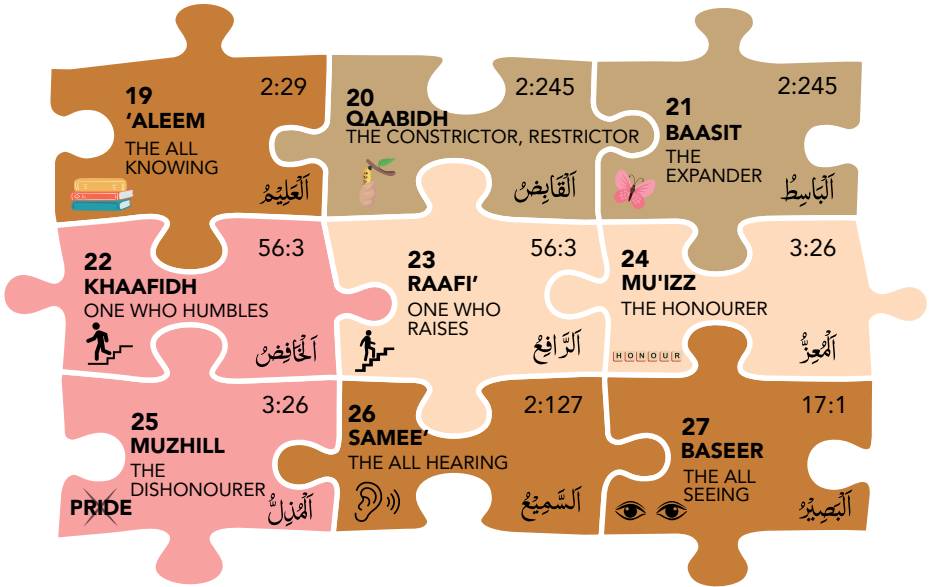 19
‘ALEEM
2:29
THE ALL
KNOWING
اَلْعَلِيْمُ
20
QAABIDH
2:245
THE CONSTRICTOR, RESTRICTOR
اَلْقَابِضُ
21
BAASIT
2:245
THE
EXPANDER
اَلْبَاسِطُ
22
KHAAFIDH
56:3
ONE WHO HUMBLES
اَلْخَافِضُ
23
RAAFI’
56:3
ONE WHO
RAISES
اَلرَّافِعُ
24
MU'IZZ
3:26
THE HONOURER
HONOUR
اَلْمُعِزُّ
25
MUZHILL
3:26
THE
DISHONOURER
PRIDE
اَلْمُذِلُّ
26
SAMEE’
2:127
THE ALL HEARING
اَلسَّمِيْعُ
27
BASEER
17:1
THE ALL
SEEING
اَلْبَصِيْرُ